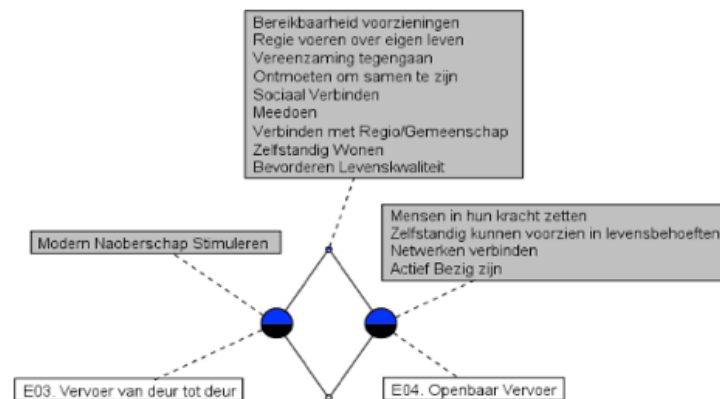 Bereikbaarheid voorzieningen
Regie voeren over eigen leven
Vereenzaming tegengaan
Ontmoeten om samen te zijn
Sociaal Verbinden
Meedoen
Verbinden met Regio/Gemeenschap
Zelfstandig Wonen
Bevorderen Levenskwaliteit
Modern Naoberschap Stimuleren
Mensen in hun kracht zetten
Zelfstandig kunnen voorzien in levensbehoeften
Netwerken verbinden
Actief Bezig zijn
E03. Vervoer van deur tot deur
E04. Openbaar Vervoer